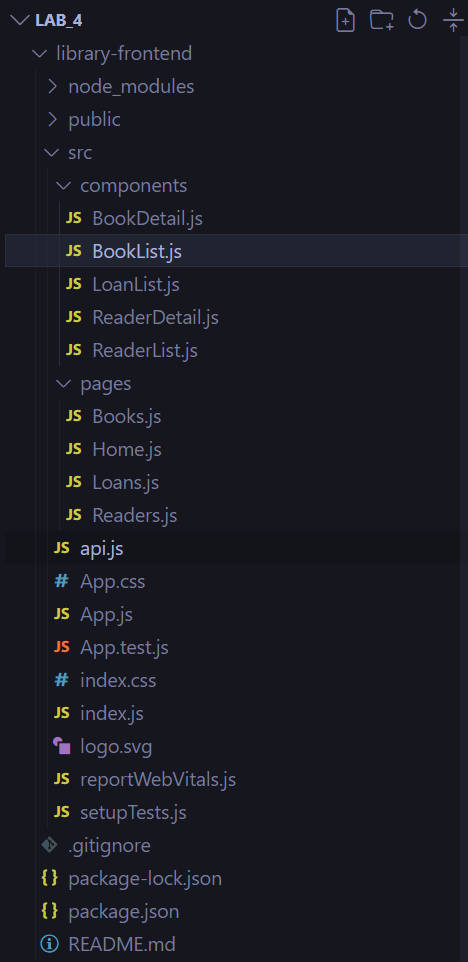 LAB_4
library-frontend
node_modules
public
src
components
JS BookDetail.js
JS BookList.js
JS LoanList.js
JS ReaderDetail.js
JS ReaderList.js
pages
JS Books.js
JS Home.js
JS Loans.js
JS Readers.js
JS api.js
# App.css
JS App.js
JS App.test.js
# index.css
JS index.js
logo.svg
JS reportWebVitals.js
JS setupTests.js
.gitignore
{} package-lock.json
{} package.json
README.md